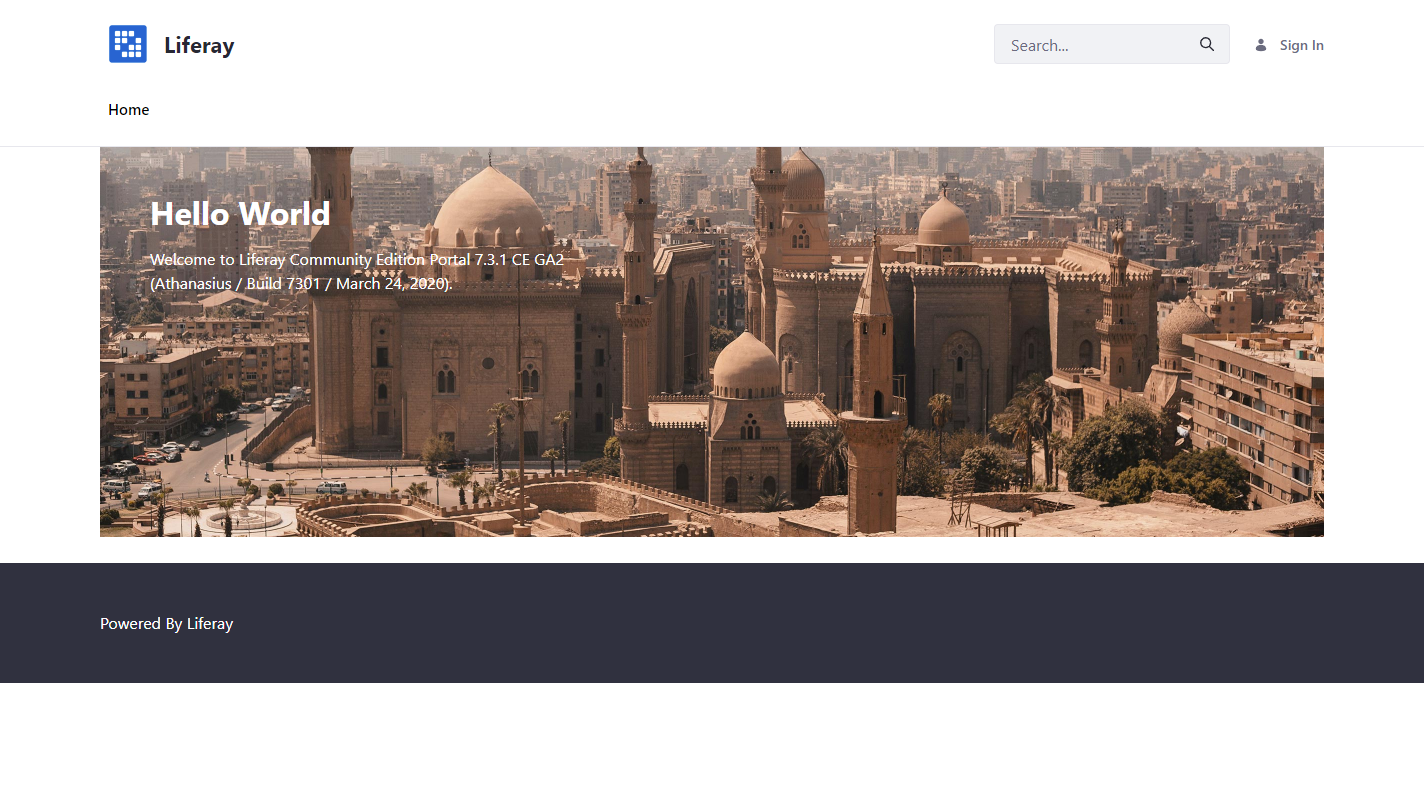 Liferay
Search...
Sign In
Home
Hello World
Welcome to Liferay Community Edition Portal 7.3.1 CE GA2
(Athanasius / Build 7301 / March 24, 2020).
Powered By Liferay